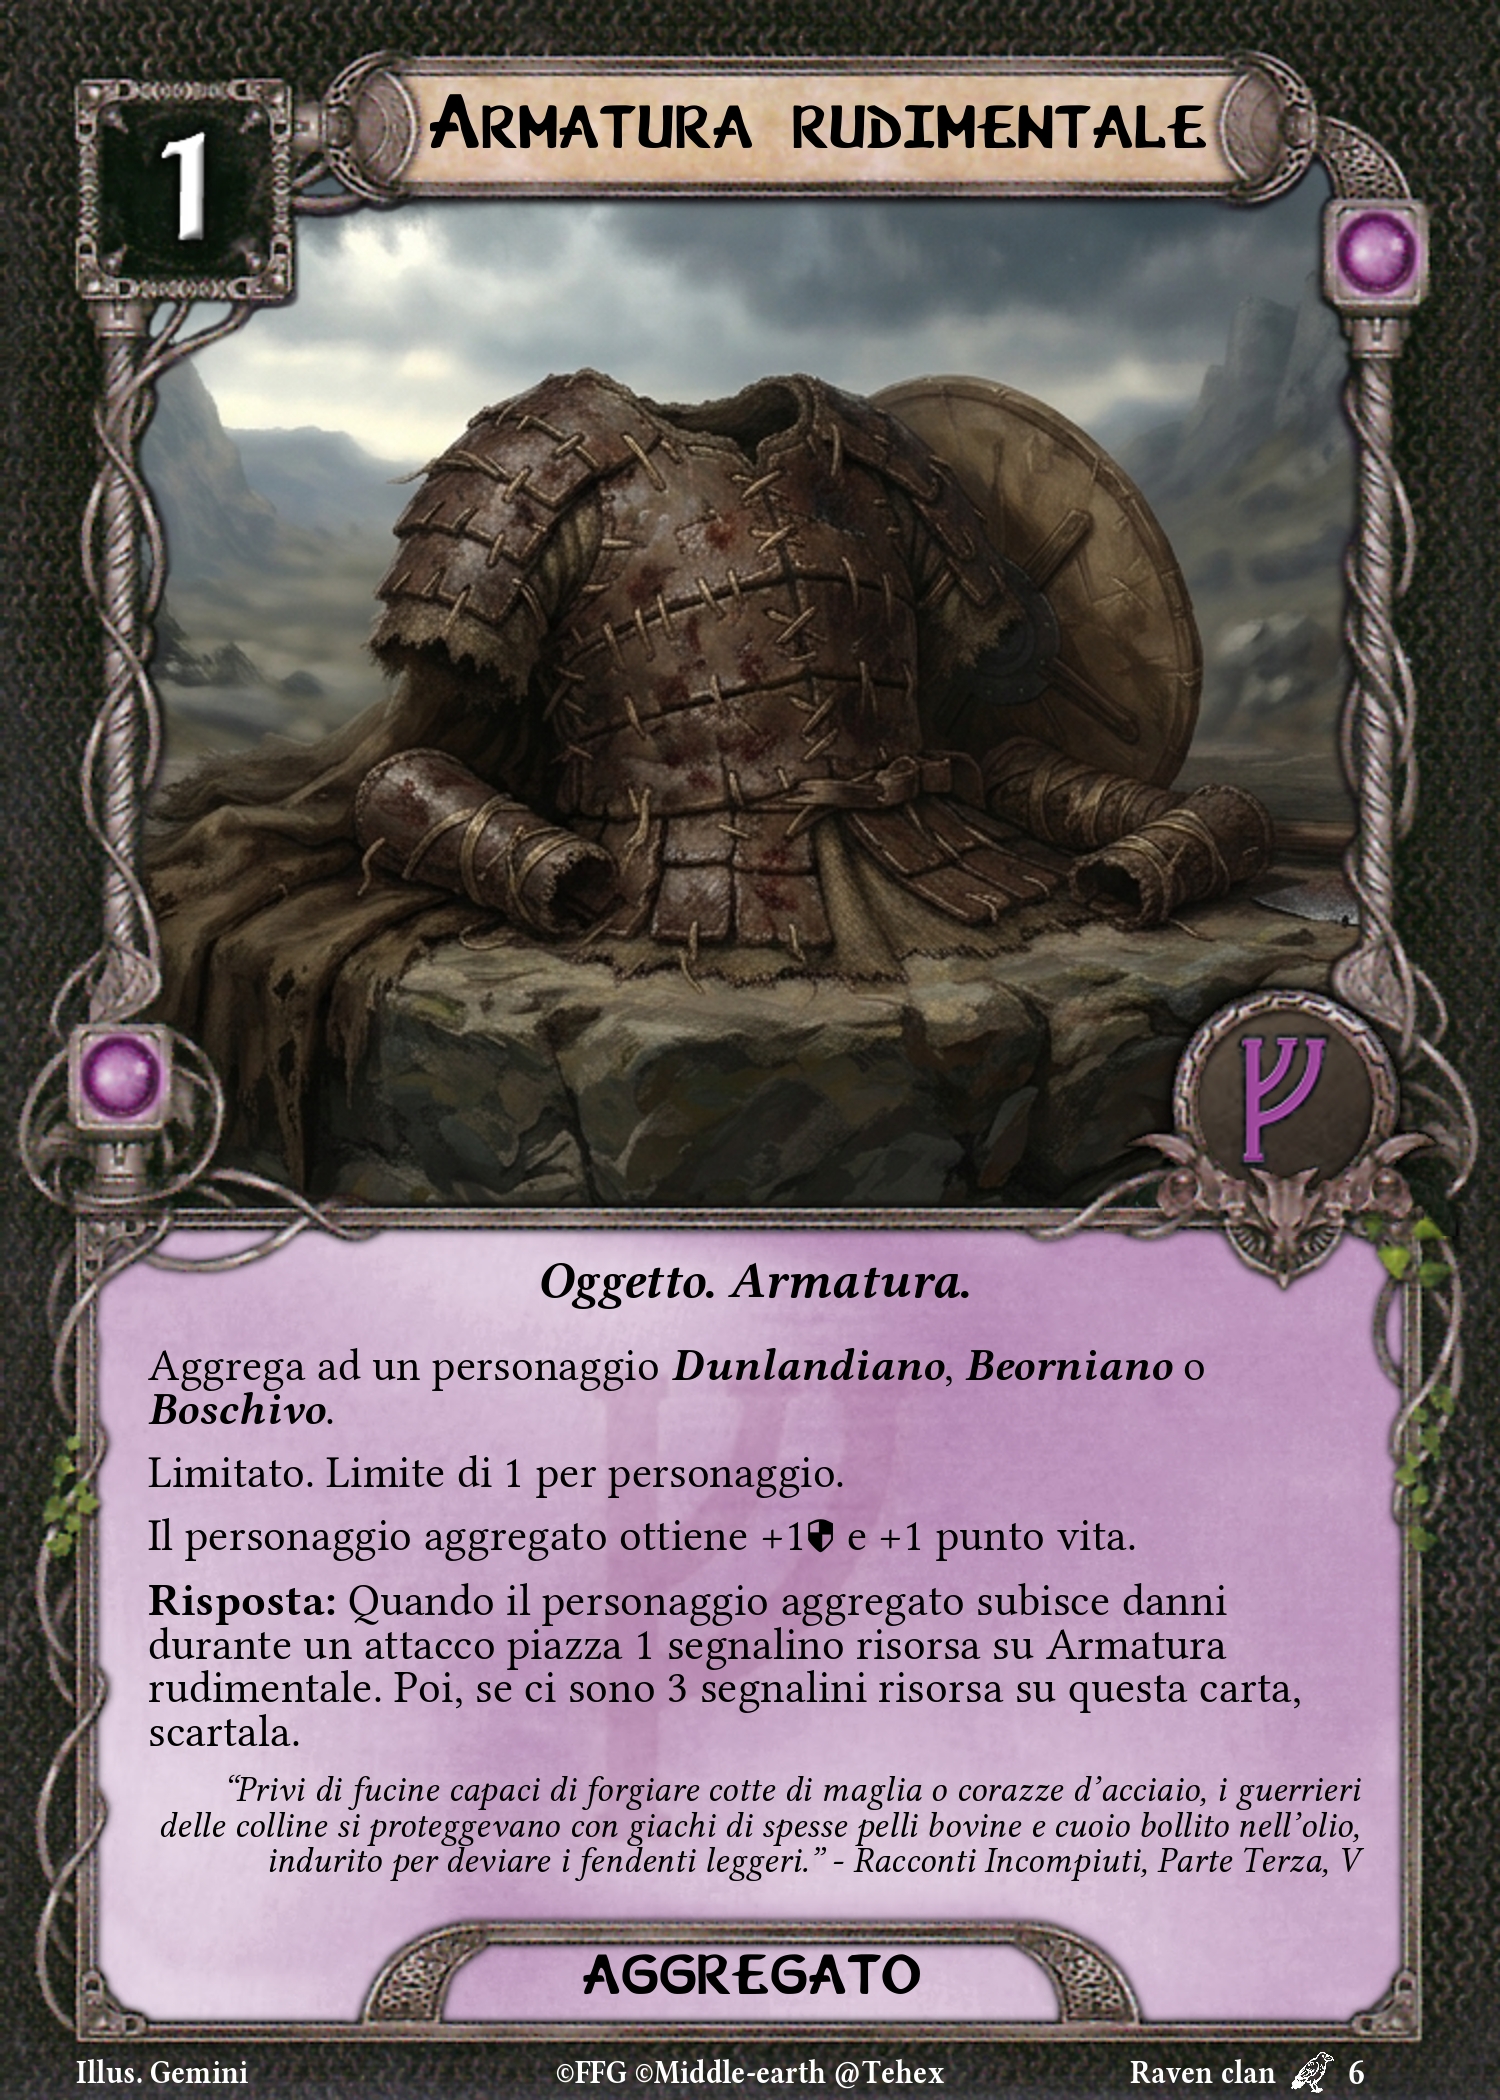 1
ARMATURA RUDIMENTALE
Oggetto. Armatura.
Aggrega ad un personaggio Dunlandiano, Beorniano o
Boschivo.
Limitato. Limite di 1 per personaggio.
Il personaggio aggregato ottiene +1 e +1 punto vita.
Risposta: Quando il personaggio aggregato subisce danni
durante un attacco piazza 1 segnalino risorsa su Armatura
rudimentale. Poi, se ci sono 3 segnalini risorsa su questa carta,
scartala.
“Privi di fucine capaci di forgiare cotte di maglia o corazze d’acciaio, i guerrieri
delle colline si proteggevano con giachi di spesse pelli bovine e cuoio bollito nell’olio,
indurito per deviare i fendenti leggeri.” - Racconti Incompiuti, Parte Terza, V
AGGREGATO
Illus. Gemini ©FFG ©Middle-earth @Tehex Raven clan 6